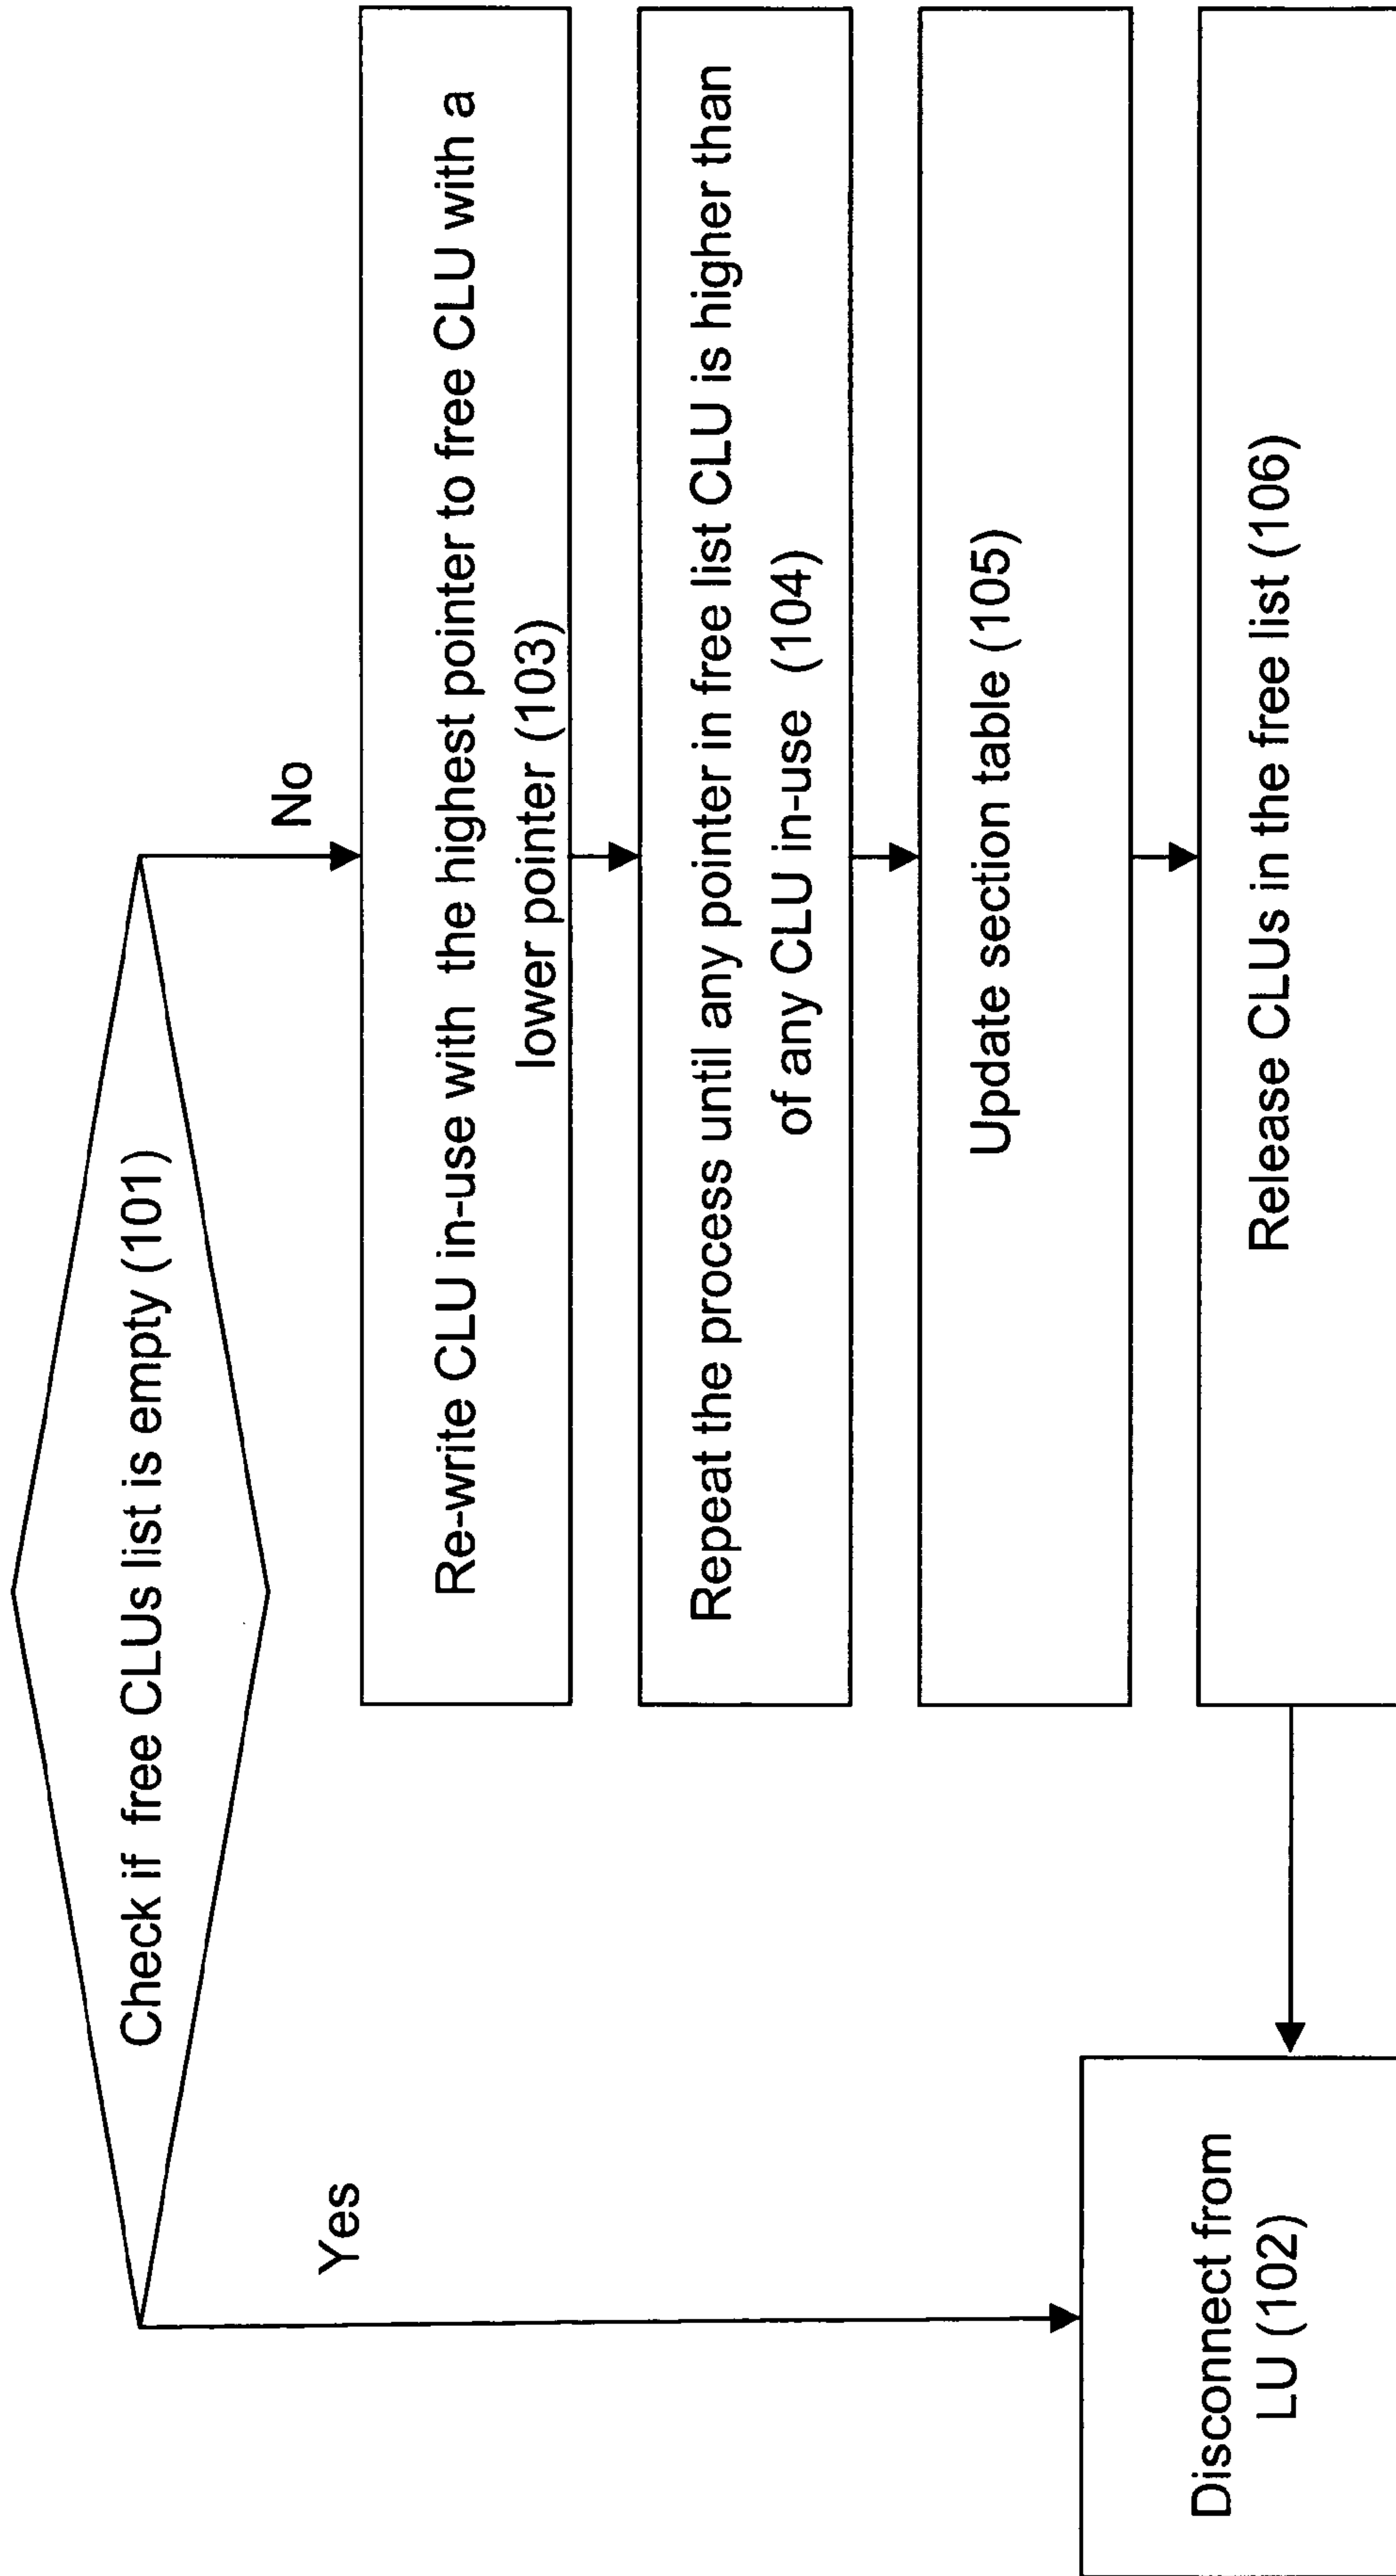 Check if free CLUs list is empty (101)
No
Yes
Re-write CLU in-use with the highest pointer to free CLU with a
lower pointer (103)
Repeat the process until any pointer in free list CLU is higher than
of any CLU in-use (104)
Update section table (105)
Release CLUs in the free list (106)
Disconnect from
LU (102)